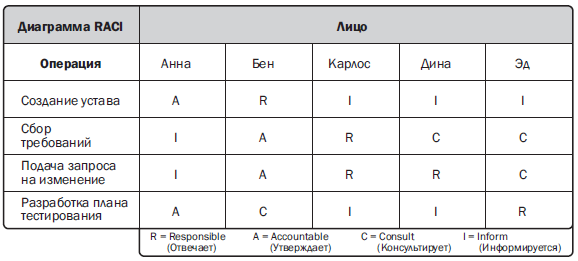 Диаграмма RACI Лицо
Операция Анна Бен Карлос Дина Эд
Создание устава A R I I I
Сбор
требований I A R C C
Подача запроса
на изменение I A R R C
Разработка плана
тестирования A C I I R
R = Responsible A = Accountable C = Consult I = Inform
(Отвечает) (Утверждает) (Консультирует) (Информируется)